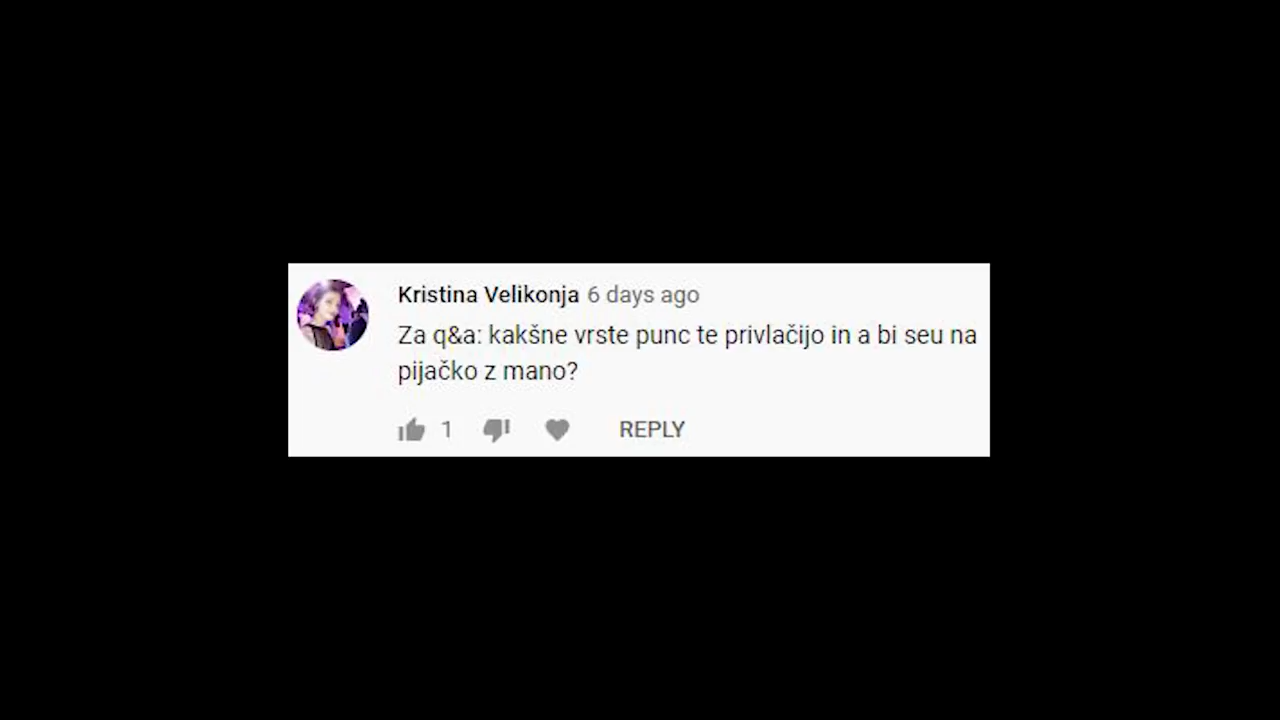 Kristina Velikonja 6 days ago
Za q&a: kakšne vrste punc te privlačijo in a bi seu na
pijačko z mano?
1 REPLY